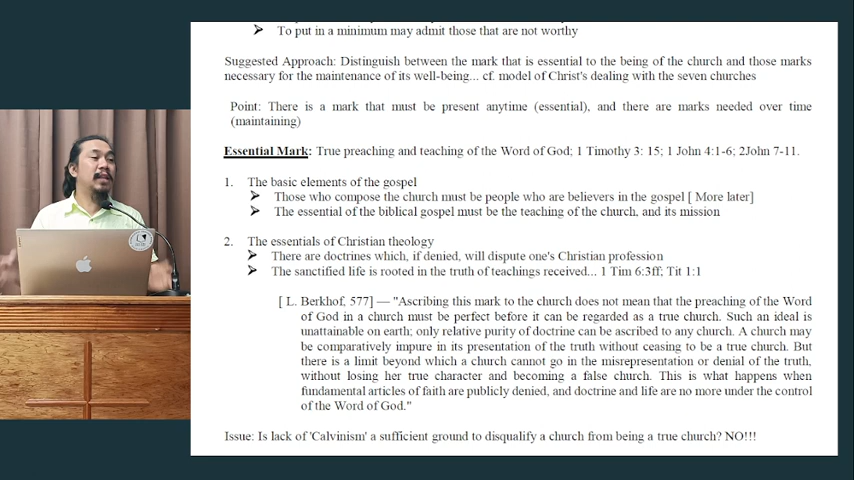 ➤ To put in a minimum may admit those that are not worthy
Suggested Approach: Distinguish between the mark that is essential to the being of the church and those marks
necessary for the maintenance of its well-being... cf. model of Christ's dealing with the seven churches
Point: There is a mark that must be present anytime (essential), and there are marks needed over time
(maintaining)
Essential Mark: True preaching and teaching of the Word of God; 1 Timothy 3: 15; 1 John 4:1-6; 2John 7-11.
1. The basic elements of the gospel
➤ Those who compose the church must be people who are believers in the gospel [ More later]
➤ The essential of the biblical gospel must be the teaching of the church, and its mission
2. The essentials of Christian theology
➤ There are doctrines which, if denied, will dispute one's Christian profession
➤ The sanctified life is rooted in the truth of teachings received... 1 Tim 6:3ff; Tit 1:1
[ L. Berkhof, 577] — "Ascribing this mark to the church does not mean that the preaching of the Word
of God in a church must be perfect before it can be regarded as a true church. Such an ideal is
unattainable on earth; only relative purity of doctrine can be ascribed to any church. A church may
be comparatively impure in its presentation of the truth without ceasing to be a true church. But
there is a limit beyond which a church cannot go in the misrepresentation or denial of the truth,
without losing her true character and becoming a false church. This is what happens when
fundamental articles of faith are publicly denied, and doctrine and life are no more under the control
of the Word of God."
Issue: Is lack of 'Calvinism' a sufficient ground to disqualify a church from being a true church? NO!!!